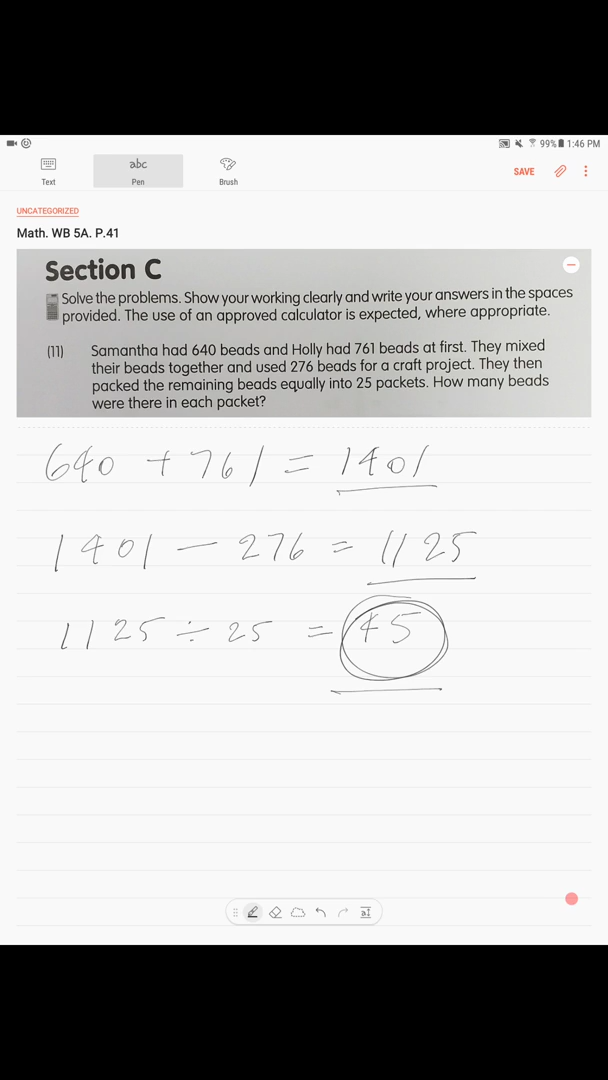 99% 1:46 PM
Text
abc
Pen
Brush
SAVE
UNCATEGORIZED
Math. WB 5A. P.41
Section C
Solve the problems. Show your working clearly and write your answers in the spaces
provided. The use of an approved calculator is expected, where appropriate.
(11) Samantha had 640 beads and Holly had 761 beads at first. They mixed
their beads together and used 276 beads for a craft project. They then
packed the remaining beads equally into 25 packets. How many beads
were there in each packet?
640 + 761 = 1401
1401 - 276 = 1125
1125 ÷ 25 = 45
aI